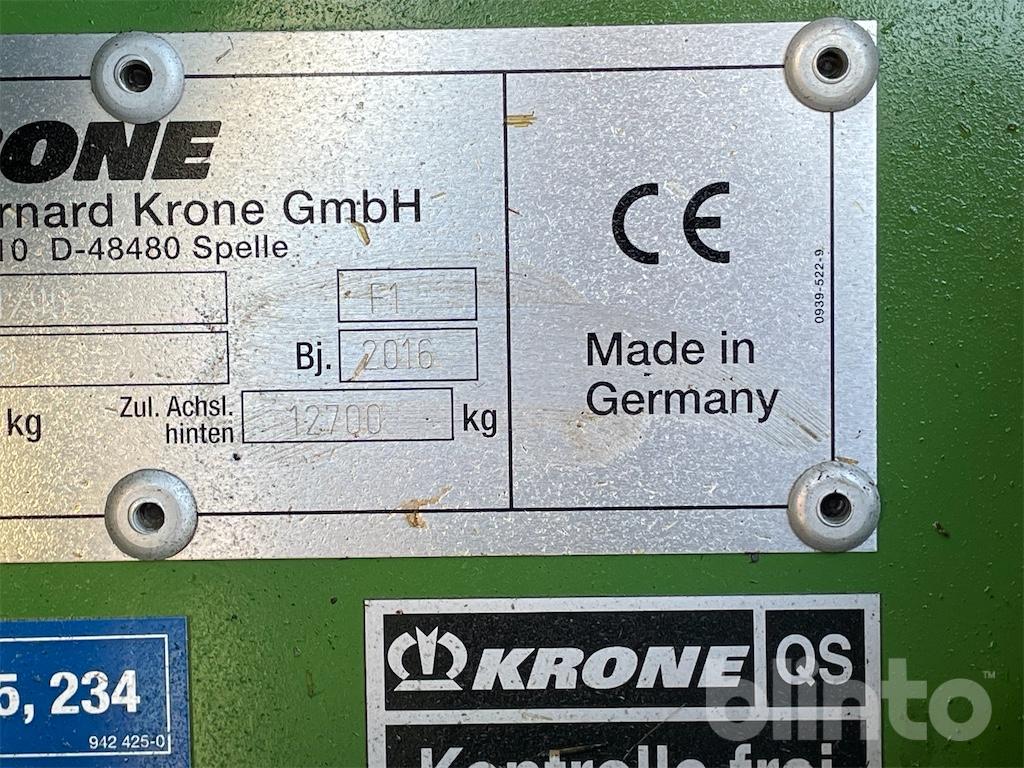 RONE
rnard Krone GmbH
10 D-48480 Spelle
F1
Bj. 2016
kg Zul. Achsl. hinten 12700 kg
CE
0939-522-9
Made in
Germany
5, 234
942 425-0
KRONE QS
Kontrolle frei
olinto™